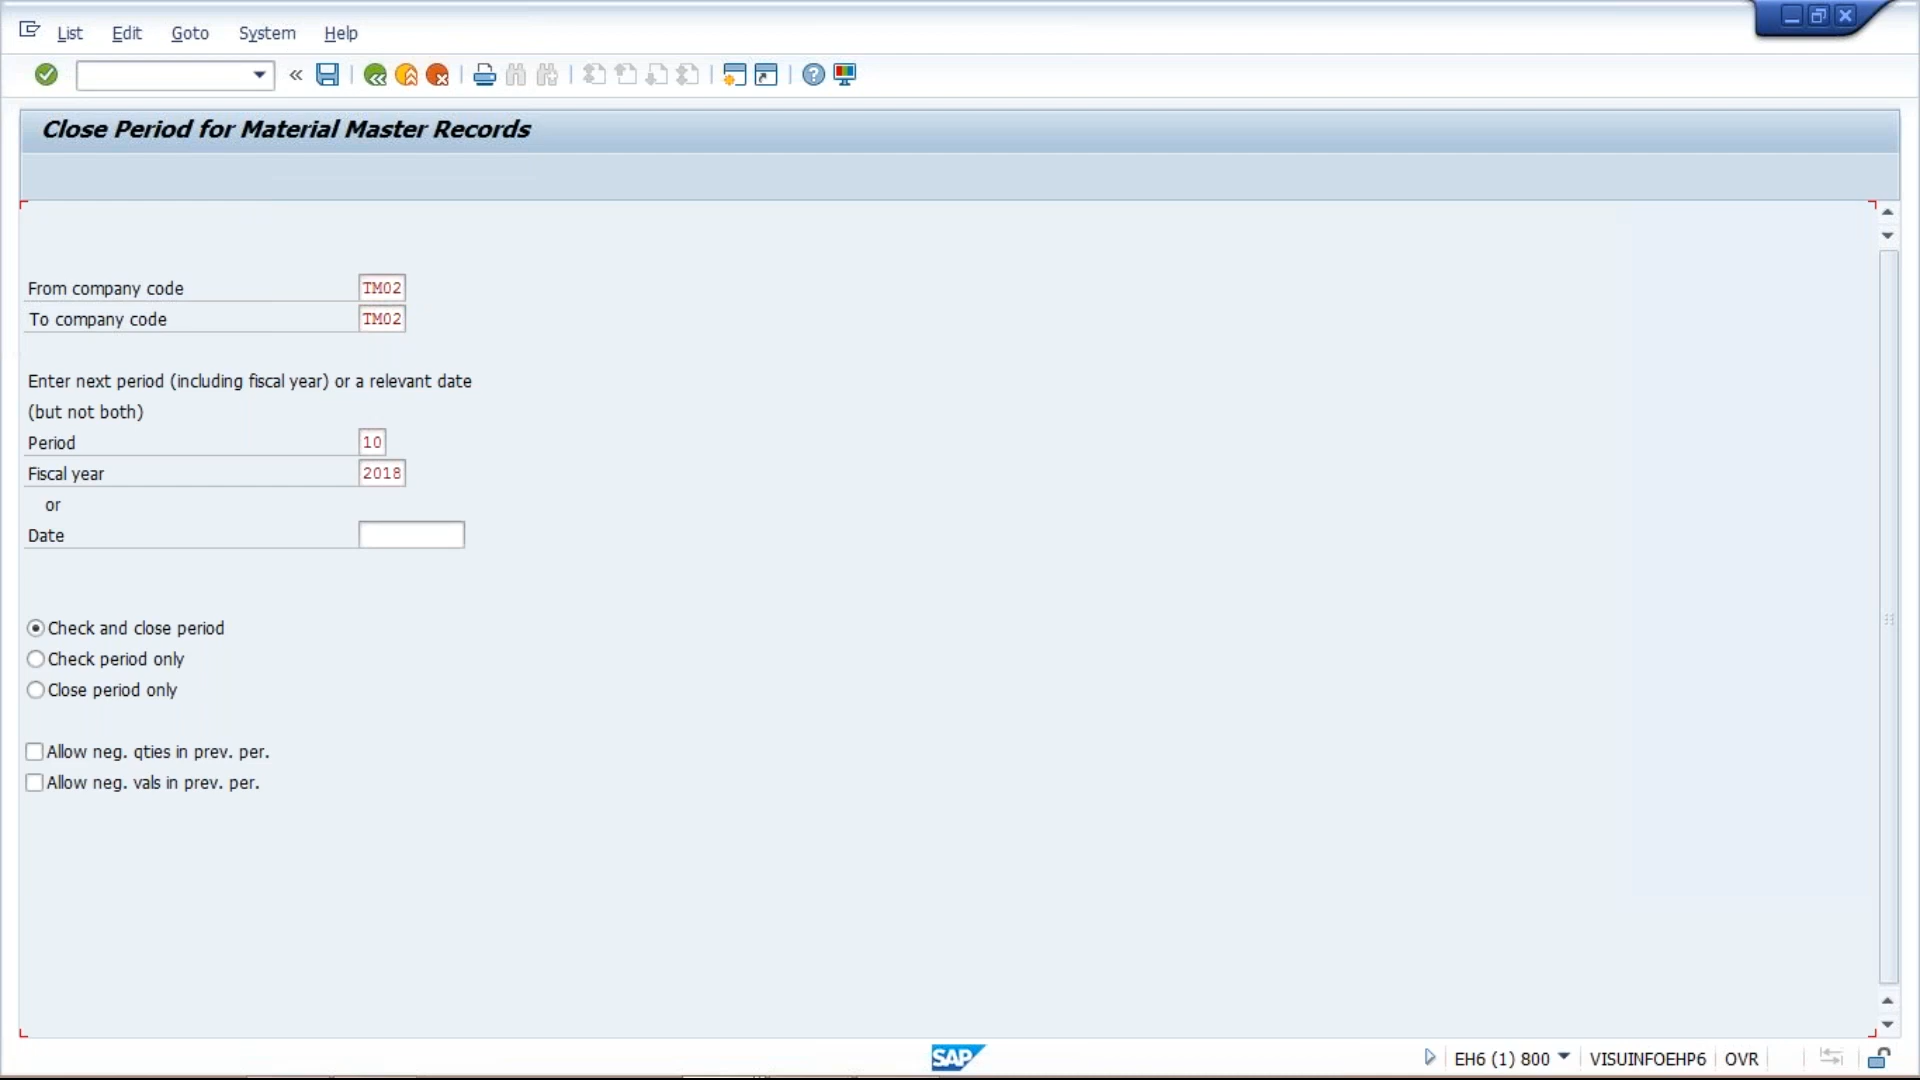 List Edit Goto System Help
Close Period for Material Master Records
From company code TM02
To company code TM02
Enter next period (including fiscal year) or a relevant date
(but not both)
Period 10
Fiscal year 2018
or
Date
Check and close period
Check period only
Close period only
Allow neg. qties in prev. per.
Allow neg. vals in prev. per.
SAP EH6 (1) 800 VISUINFOEHP6 OVR